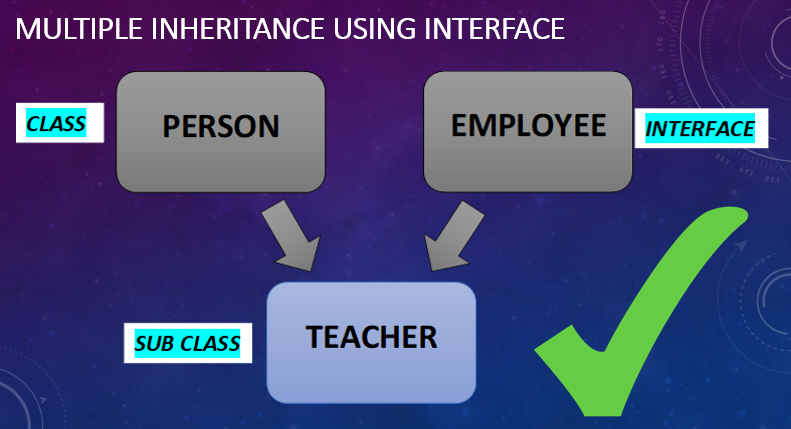 MULTIPLE INHERITANCE USING INTERFACE
CLASS
PERSON
EMPLOYEE
INTERFACE
SUB CLASS
TEACHER